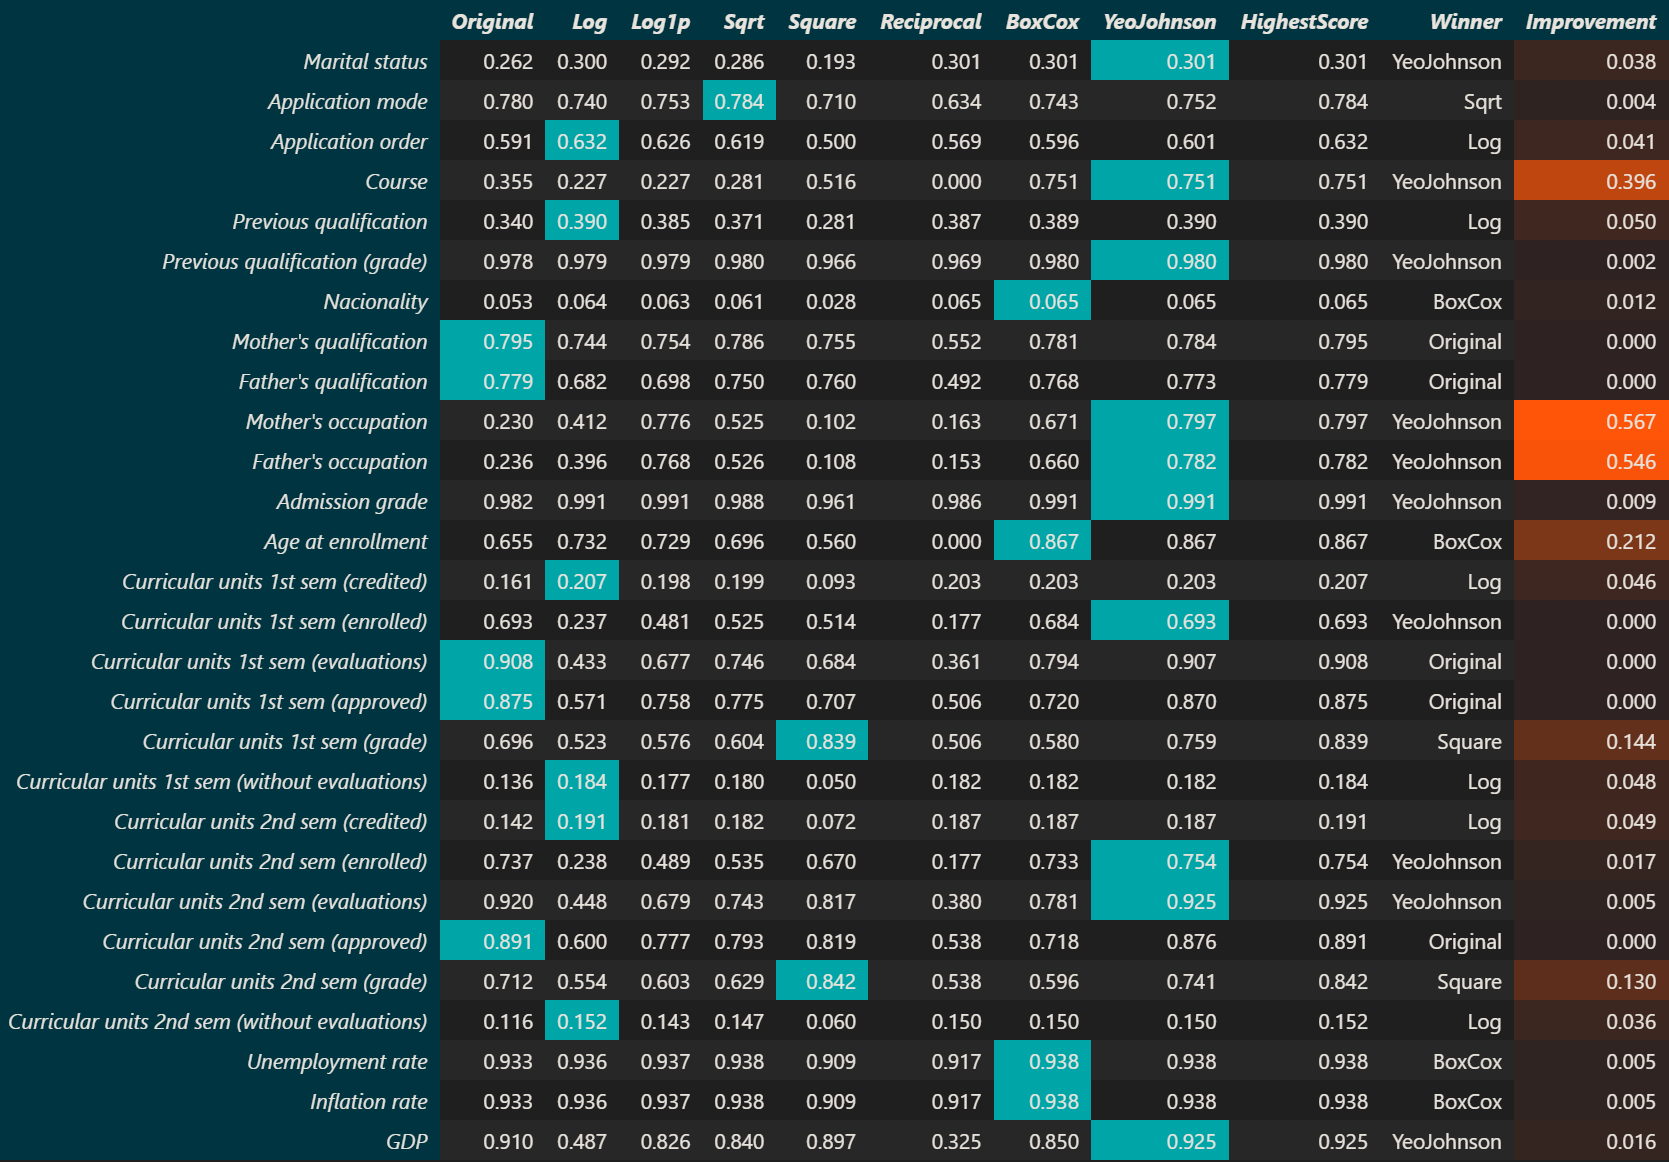 Original Log Log1p Sqrt Square Reciprocal BoxCox YeoJohnson HighestScore Winner Improvement
Marital status 0.262 0.300 0.292 0.286 0.193 0.301 0.301 0.301 0.301 YeoJohnson 0.038
Application mode 0.780 0.740 0.753 0.784 0.710 0.634 0.743 0.752 0.784 Sqrt 0.004
Application order 0.591 0.632 0.626 0.619 0.500 0.569 0.596 0.601 0.632 Log 0.041
Course 0.355 0.227 0.227 0.281 0.516 0.000 0.751 0.751 0.751 YeoJohnson 0.396
Previous qualification 0.340 0.390 0.385 0.371 0.281 0.387 0.389 0.390 0.390 Log 0.050
Previous qualification (grade) 0.978 0.979 0.979 0.980 0.966 0.969 0.980 0.980 0.980 YeoJohnson 0.002
Nacionality 0.053 0.064 0.063 0.061 0.028 0.065 0.065 0.065 0.065 BoxCox 0.012
Mother's qualification 0.795 0.744 0.754 0.786 0.755 0.552 0.781 0.784 0.795 Original 0.000
Father's qualification 0.779 0.682 0.698 0.750 0.760 0.492 0.768 0.773 0.779 Original 0.000
Mother's occupation 0.230 0.412 0.776 0.525 0.102 0.163 0.671 0.797 0.797 YeoJohnson 0.567
Father's occupation 0.236 0.396 0.768 0.526 0.108 0.153 0.660 0.782 0.782 YeoJohnson 0.546
Admission grade 0.982 0.991 0.991 0.988 0.961 0.986 0.991 0.991 0.991 YeoJohnson 0.009
Age at enrollment 0.655 0.732 0.729 0.696 0.560 0.000 0.867 0.867 0.867 BoxCox 0.212
Curricular units 1st sem (credited) 0.161 0.207 0.198 0.199 0.093 0.203 0.203 0.203 0.207 Log 0.046
Curricular units 1st sem (enrolled) 0.693 0.237 0.481 0.525 0.514 0.177 0.684 0.693 0.693 YeoJohnson 0.000
Curricular units 1st sem (evaluations) 0.908 0.433 0.677 0.746 0.684 0.361 0.794 0.907 0.908 Original 0.000
Curricular units 1st sem (approved) 0.875 0.571 0.758 0.775 0.707 0.506 0.720 0.870 0.875 Original 0.000
Curricular units 1st sem (grade) 0.696 0.523 0.576 0.604 0.839 0.506 0.580 0.759 0.839 Square 0.144
Curricular units 1st sem (without evaluations) 0.136 0.184 0.177 0.180 0.050 0.182 0.182 0.182 0.184 Log 0.048
Curricular units 2nd sem (credited) 0.142 0.191 0.181 0.182 0.072 0.187 0.187 0.187 0.191 Log 0.049
Curricular units 2nd sem (enrolled) 0.737 0.238 0.489 0.535 0.670 0.177 0.733 0.754 0.754 YeoJohnson 0.017
Curricular units 2nd sem (evaluations) 0.920 0.448 0.679 0.743 0.817 0.380 0.781 0.925 0.925 YeoJohnson 0.005
Curricular units 2nd sem (approved) 0.891 0.600 0.777 0.793 0.819 0.538 0.718 0.876 0.891 Original 0.000
Curricular units 2nd sem (grade) 0.712 0.554 0.603 0.629 0.842 0.538 0.596 0.741 0.842 Square 0.130
Curricular units 2nd sem (without evaluations) 0.116 0.152 0.143 0.147 0.060 0.150 0.150 0.150 0.152 Log 0.036
Unemployment rate 0.933 0.936 0.937 0.938 0.909 0.917 0.938 0.938 0.938 BoxCox 0.005
Inflation rate 0.933 0.936 0.937 0.938 0.909 0.917 0.938 0.938 0.938 BoxCox 0.005
GDP 0.910 0.487 0.826 0.840 0.897 0.325 0.850 0.925 0.925 YeoJohnson 0.016